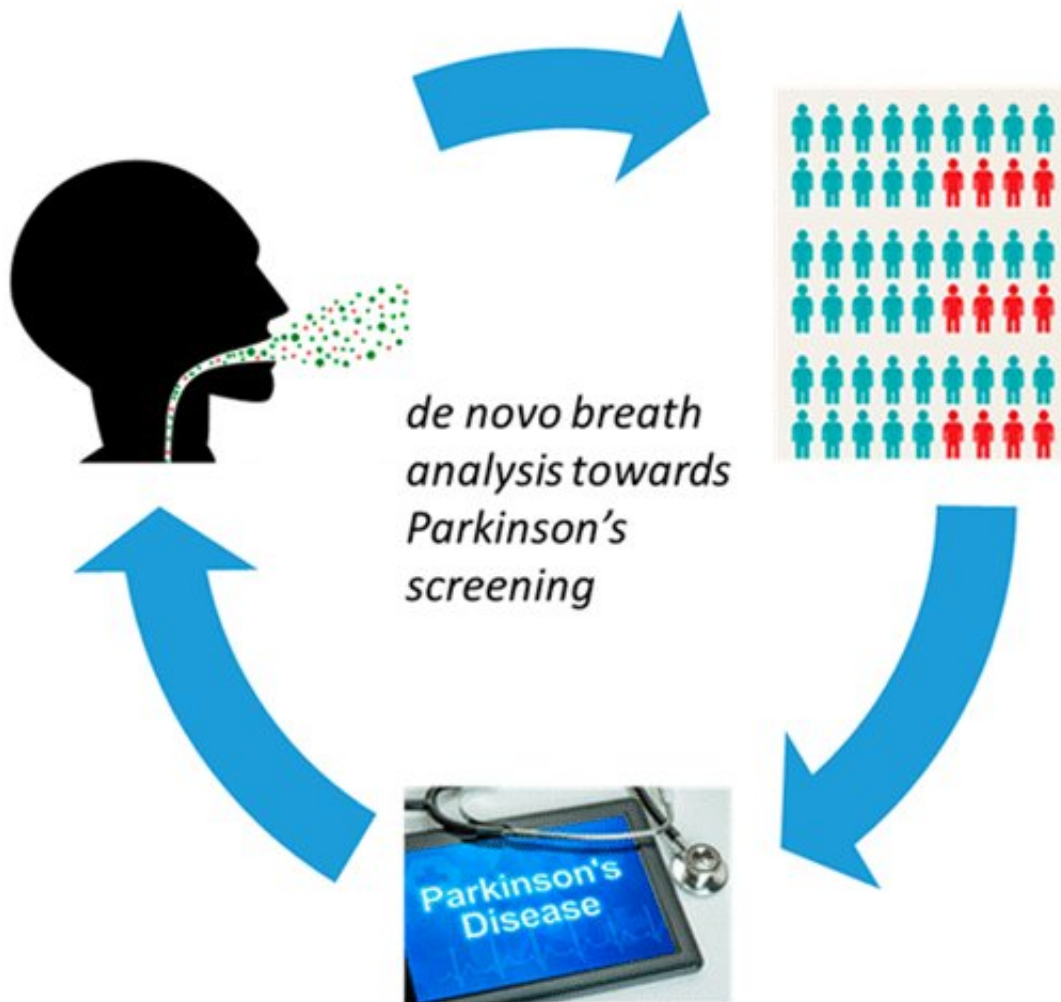 de novo breath
analysis towards
Parkinson's
screening
Parkinson's
Disease